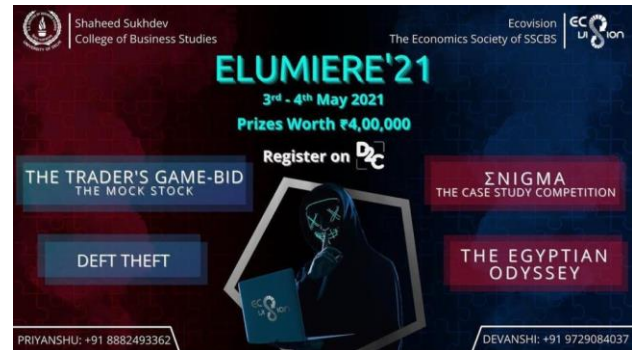 Shaheed Sukhdev
College of Business Studies
Ecovision
The Economics Society of SSCBS
EC
VISION
ELUMIERE'21
3rd - 4th May 2021
Prizes Worth ₹4,00,000
Register on D2C
THE TRADER'S GAME-BID
THE MOCK STOCK
ΣNIGMA
THE CASE STUDY COMPETITION
DEFT THEFT
THE EGYPTIAN
ODYSSEY
PRIYANSHU: +91 8882493362
DEVANSHI: +91 9729084037